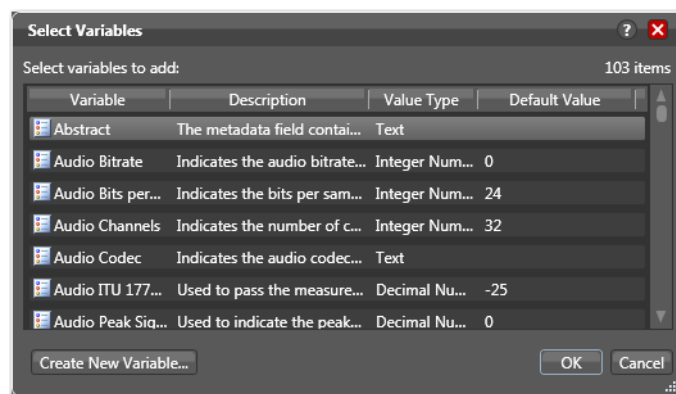 Select Variables ?
Select variables to add: 103 items
Variable Description Value Type Default Value
Abstract The metadata field contai... Text
Audio Bitrate Indicates the audio bitrate... Integer Num... 0
Audio Bits per... Indicates the bits per sam... Integer Num... 24
Audio Channels Indicates the number of c... Integer Num... 32
Audio Codec Indicates the audio codec... Text
Audio ITU 177... Used to pass the measure... Decimal Nu... -25
Audio Peak Sig... Used to indicate the peak... Decimal Nu... 0
Create New Variable... OK Cancel